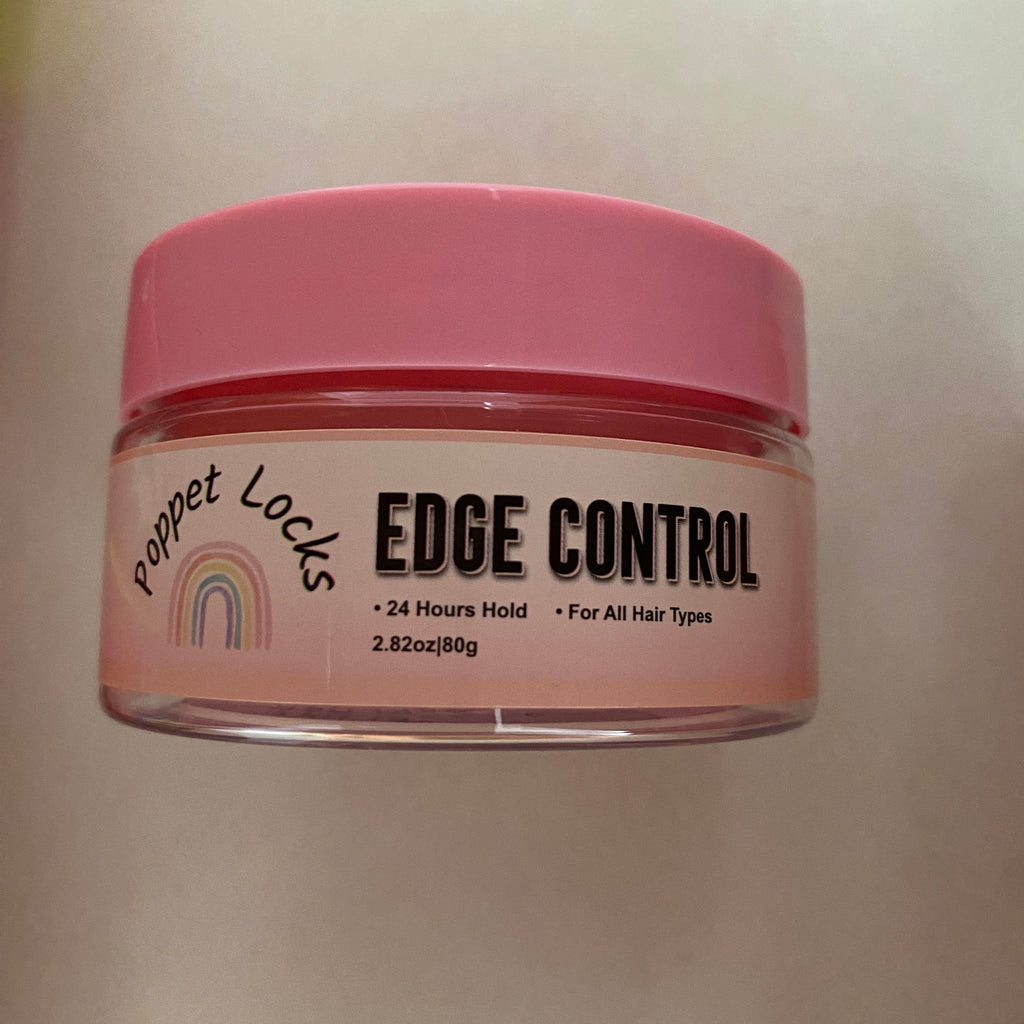 Poppet Locks
EDGE CONTROL
• 24 Hours Hold • For All Hair Types
2.82oz|80g